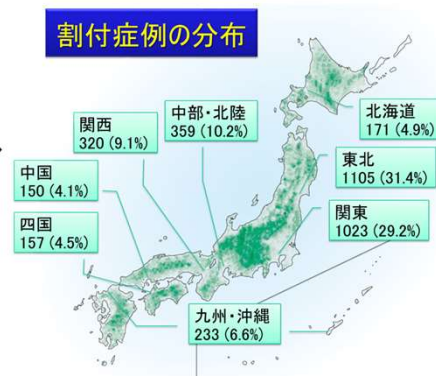 割付症例の分布
北海道
171 (4.9%)
中部・北陸
359 (10.2%)
関西
320 (9.1%)
東北
1105 (31.4%)
中国
150 (4.1%)
関東
1023 (29.2%)
四国
157 (4.5%)
九州・沖縄
233 (6.6%)